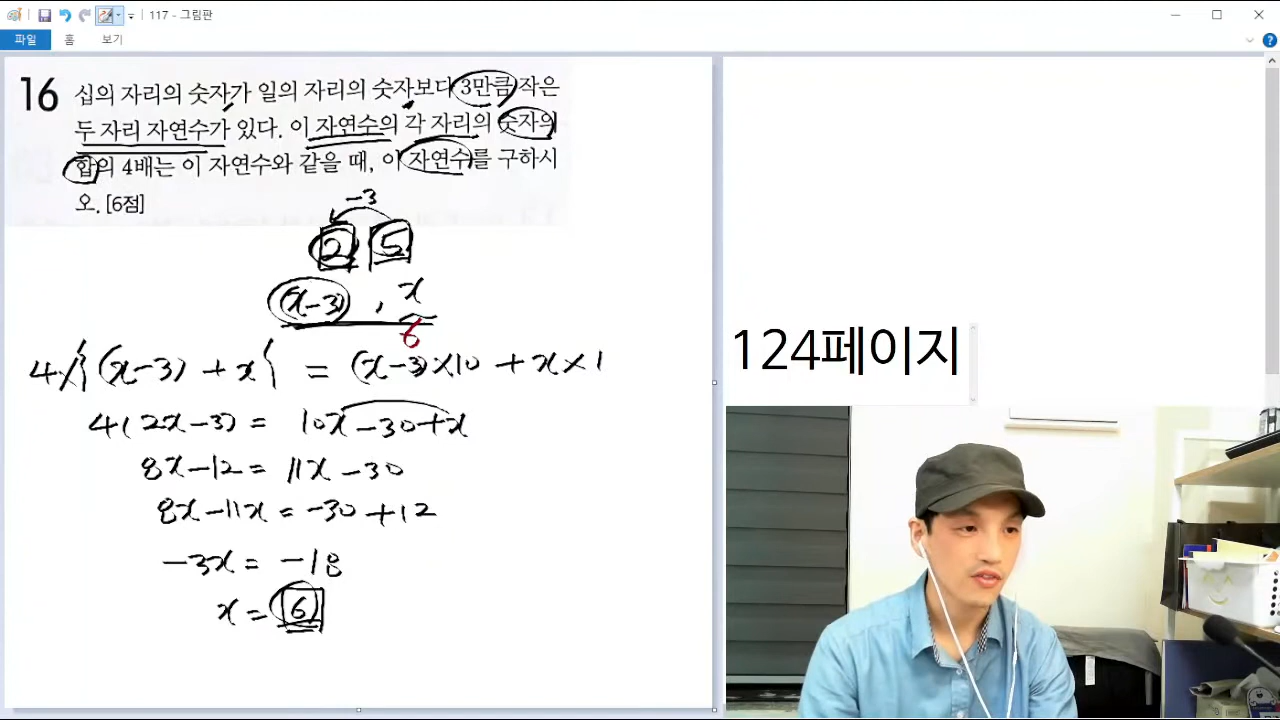 117 - 그림판
파일 홈 보기
16 십의 자리의 숫자가 일의 자리의 숫자보다 3만큼 작은
두 자리 자연수가 있다. 이 자연수의 각 자리의 숫자의
합의 4배는 이 자연수와 같을 때, 이 자연수를 구하시
오. [6점]
-3
2 5
(x-3) , x
6
4×{(x-3)+x} = (x-3)×10+x×1
4(2x-3) = 10x-30+x
8x-12 = 11x-30
8x-11x = -30+12
-3x = -18
x = 6
124페이지